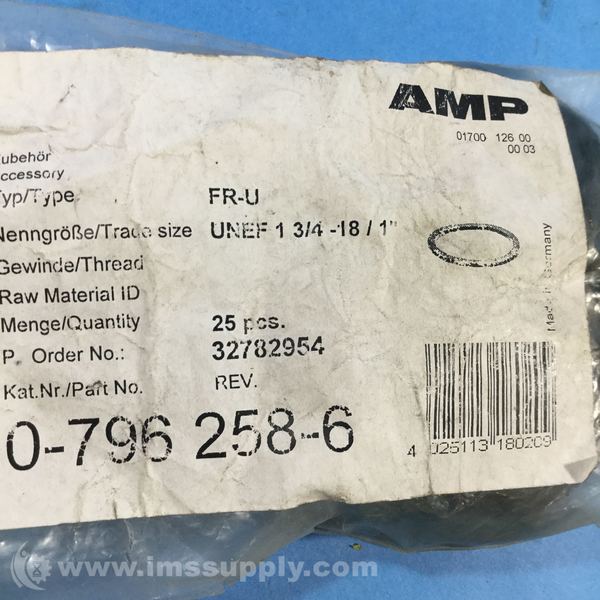 AMP
01700 126 00
00 03
ubehör
ccessory
Typ/Type FR-U
Nenngröße/Trade size UNEF 1 3/4 -18 / 1"
Gewinde/Thread
Raw Material ID
Menge/Quantity 25 pcs.
P. Order No.: 32782954
Kat.Nr./Part No. REV.
0-796 258-6
Made in Germany
4 025113 180209
www.imssupply.com